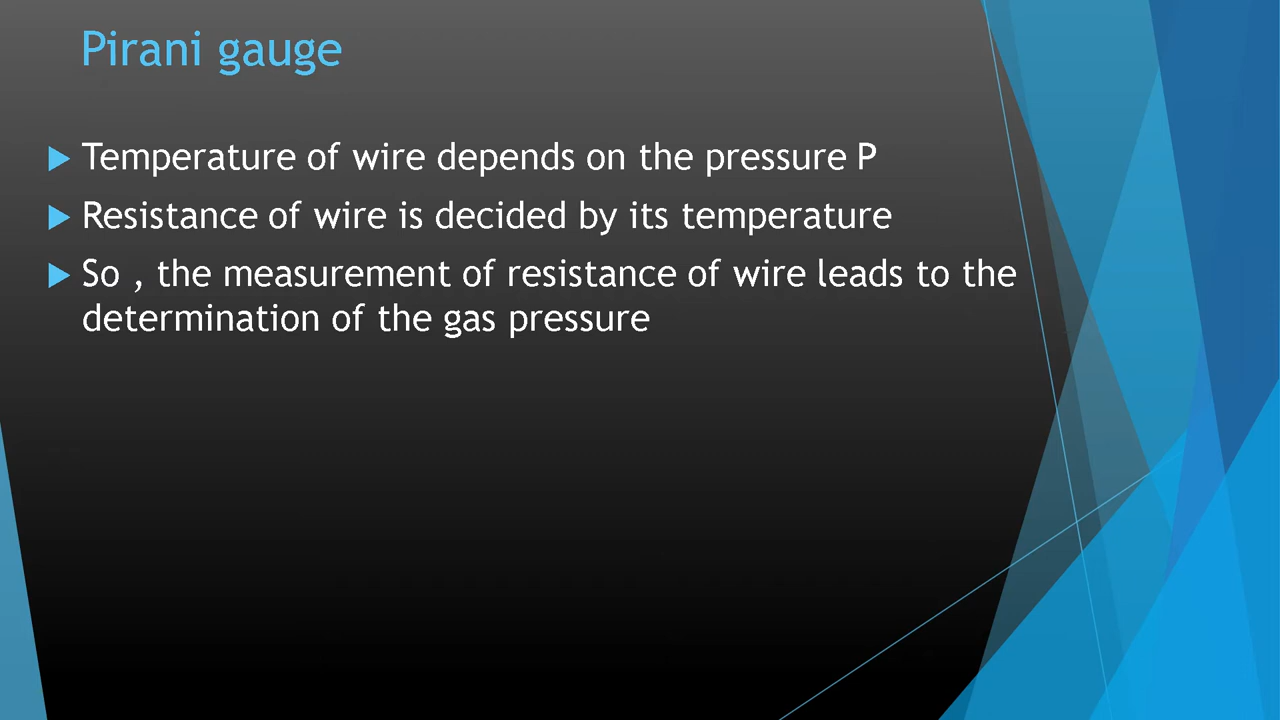 Pirani gauge
Temperature of wire depends on the pressure P
Resistance of wire is decided by its temperature
So , the measurement of resistance of wire leads to the
determination of the gas pressure